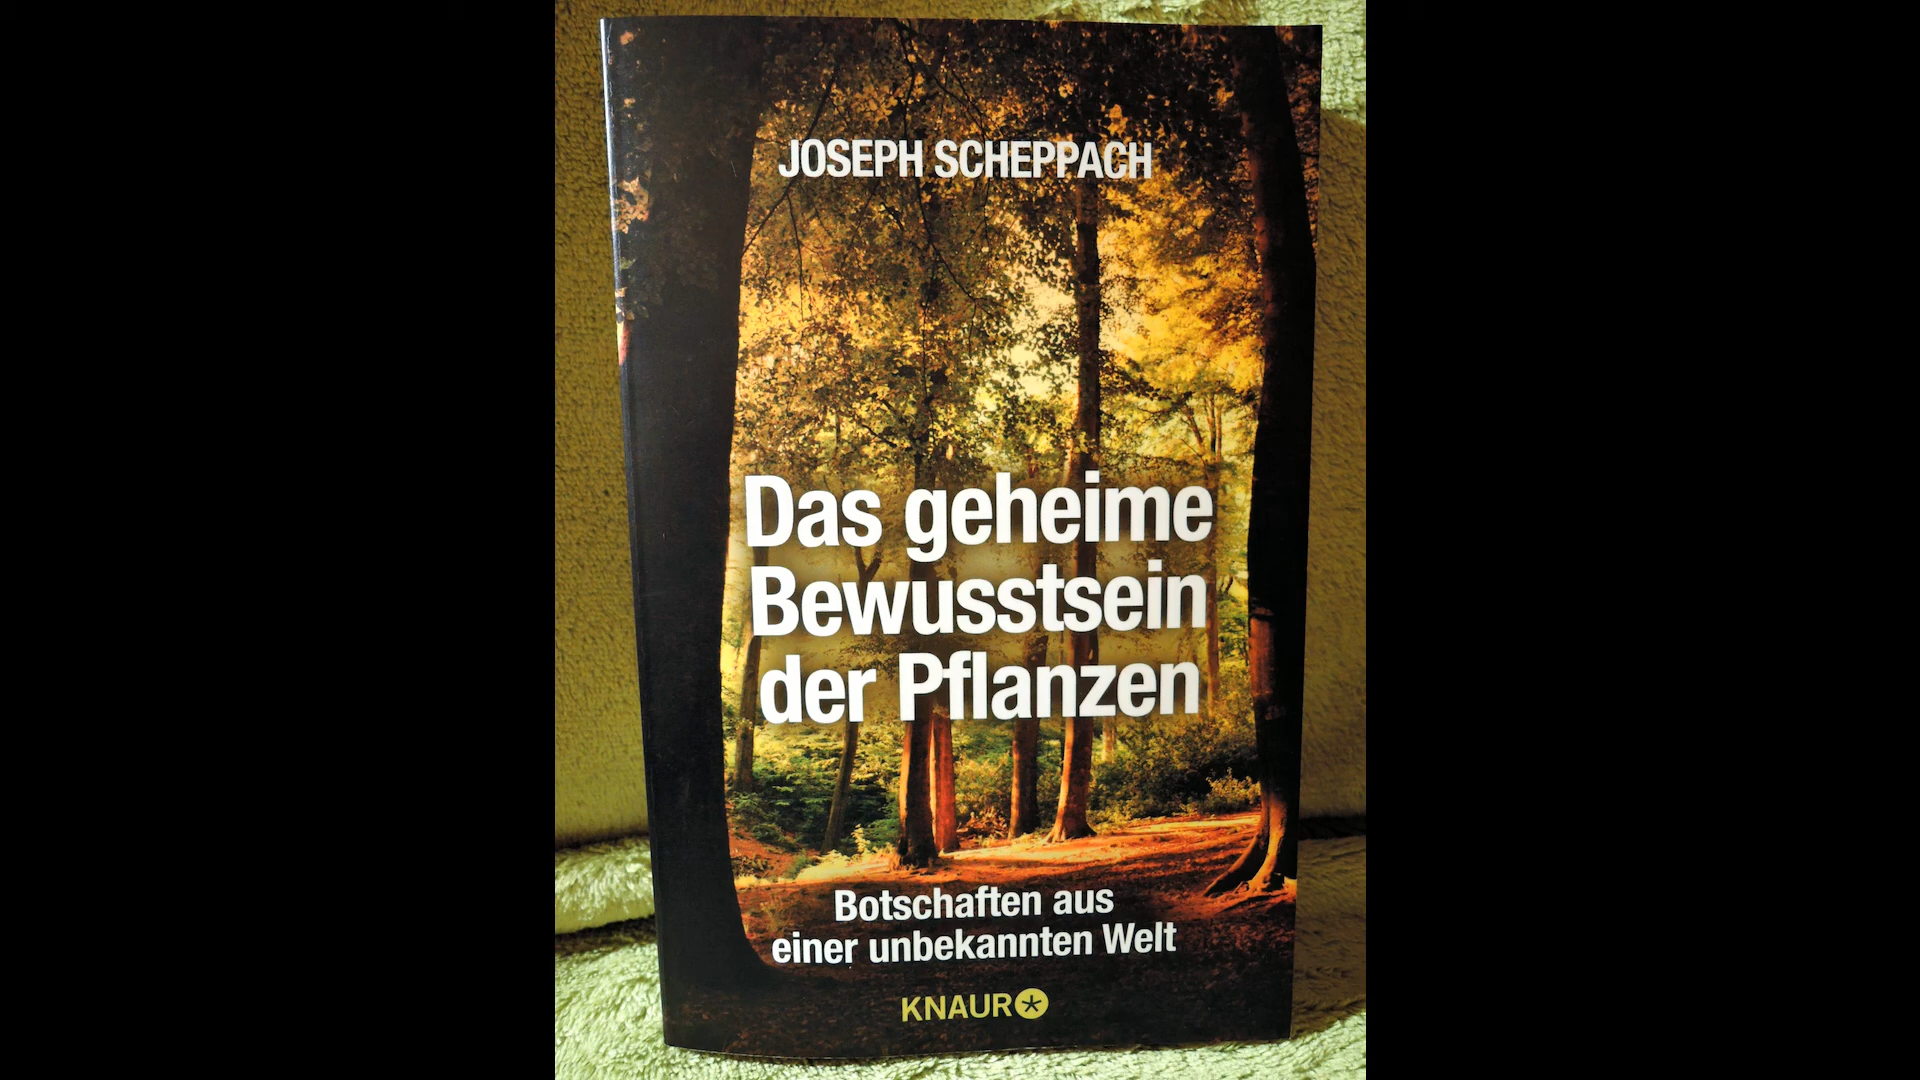 JOSEPH SCHEPPACH
Das geheime
Bewusstsein
der Pflanzen
Botschaften aus
einer unbekannten Welt
KNAUR